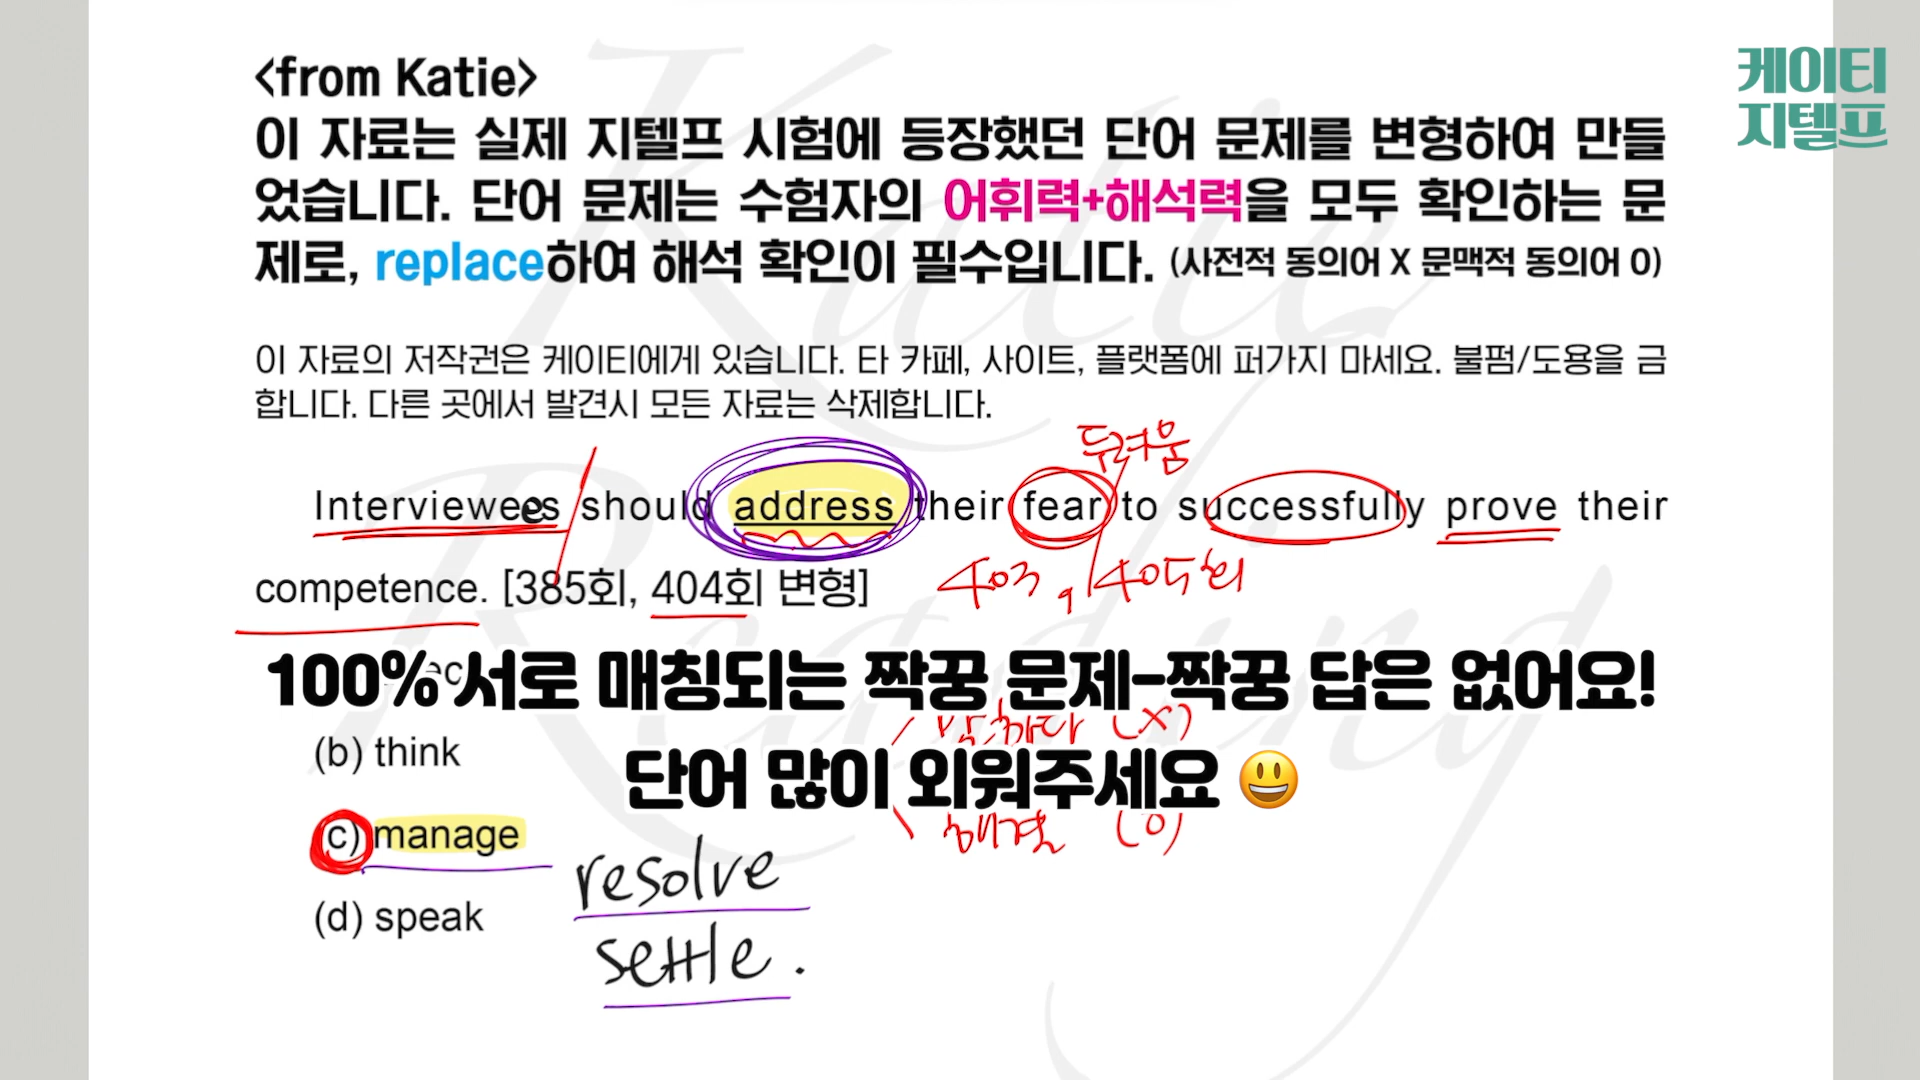 <from Katie>
케이티
지텔프
이 자료는 실제 지텔프 시험에 등장했던 단어 문제를 변형하여 만들
었습니다. 단어 문제는 수험자의 어휘력+해석력을 모두 확인하는 문
제로, replace하여 해석 확인이 필수입니다. (사전적 동의어 X 문맥적 동의어 O)
이 자료의 저작권은 케이티에게 있습니다. 타 카페, 사이트, 플랫폼에 퍼가지 마세요. 불펌/도용을 금
합니다. 다른 곳에서 발견시 모든 자료는 삭제합니다.
두려움
Interviewees should address their fear to successfully prove their
competence. [385회, 404회 변형]
403, 405회
100% 서로 매칭되는 짝꿍 문제-짝꿍 답은 없어요!
(X)
(b) think
단어 많이 외워주세요 😃
해결 (O)
(c) manage
resolve
(d) speak
settle.
Katie
Reading